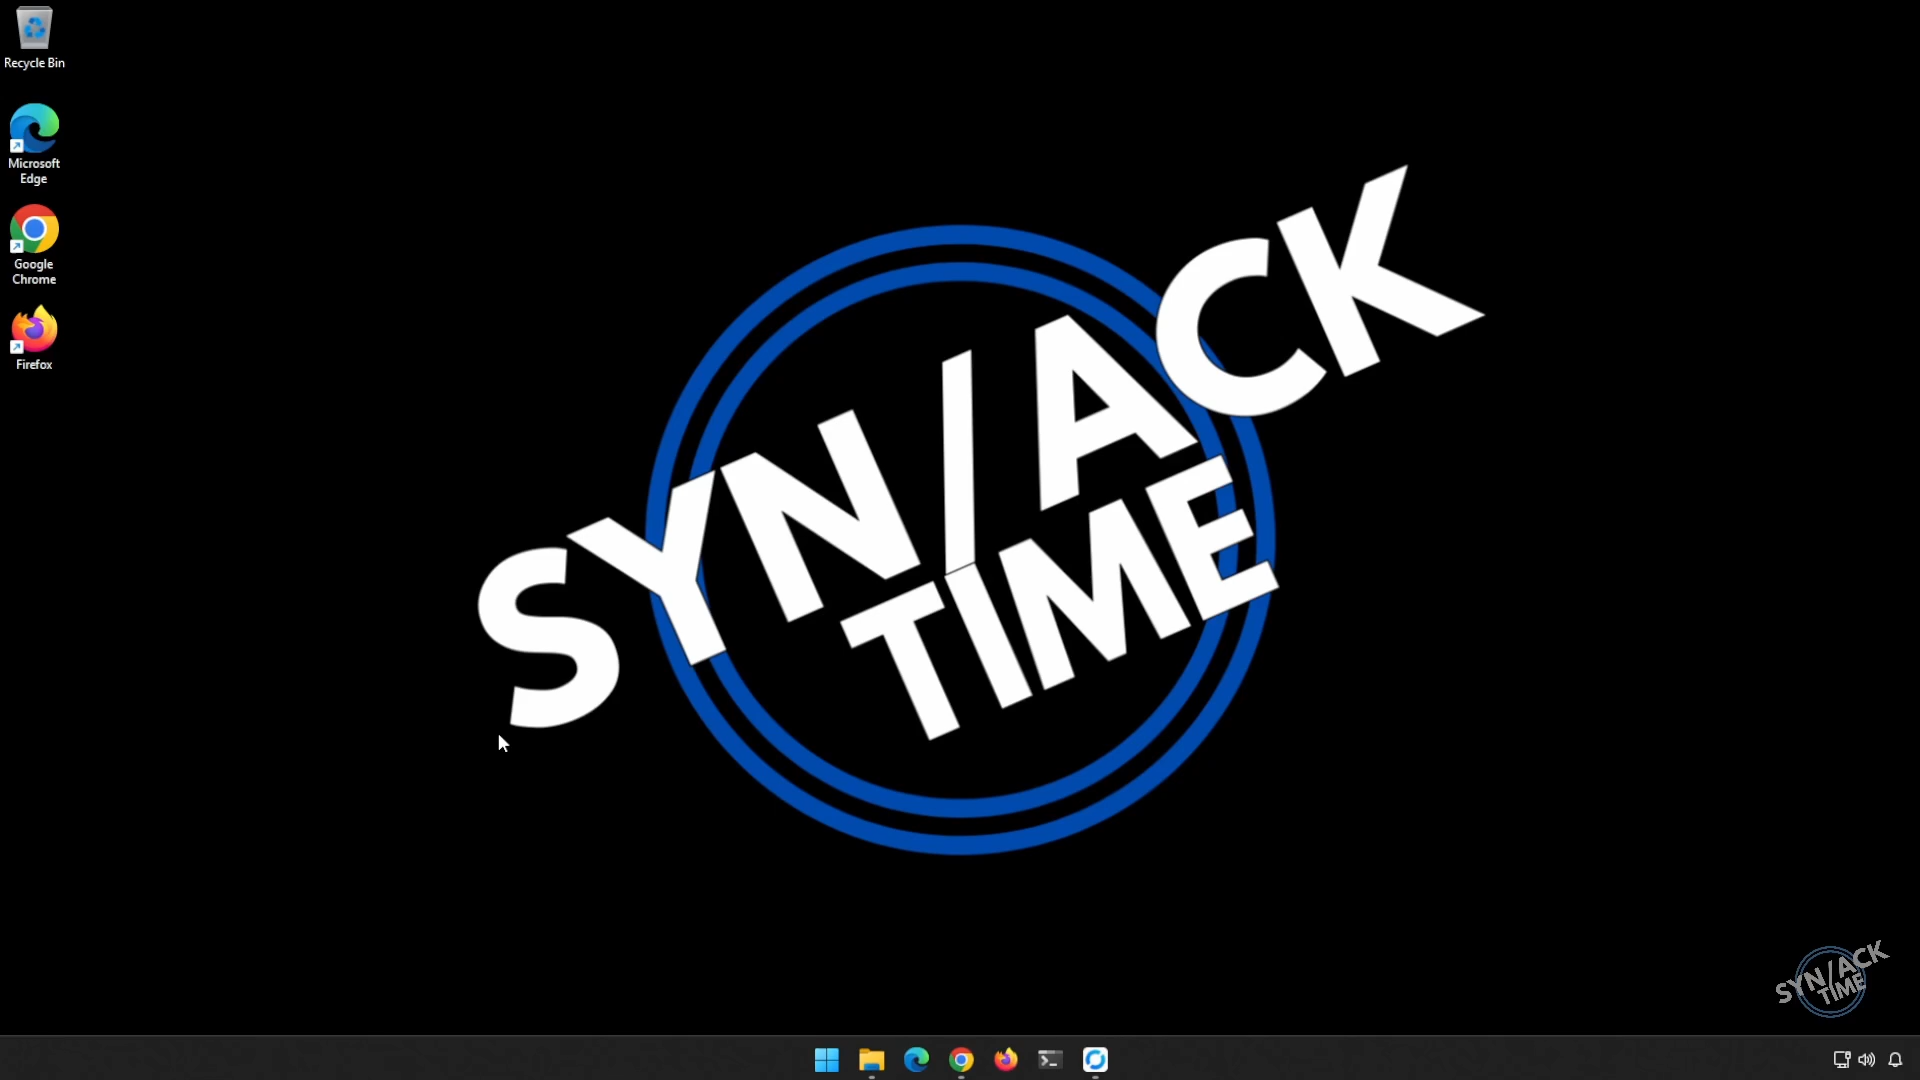 Recycle Bin
Microsoft
Edge
Google
Chrome
Firefox
SYN/ACK
TIME
SYN/ACK
TIME